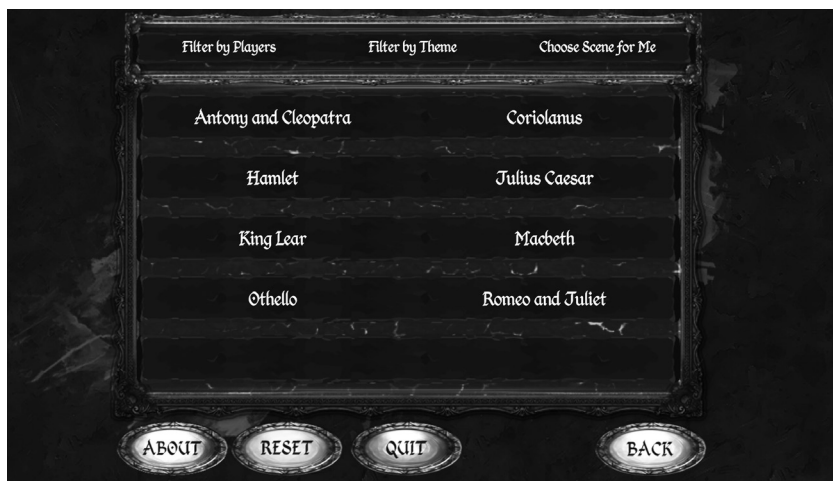 Filter by Players Filter by Theme Choose Scene for Me
Antony and Cleopatra Coriolanus
Hamlet Julius Caesar
King Lear Macbeth
Othello Romeo and Juliet
ABOUT RESET QUIT BACK